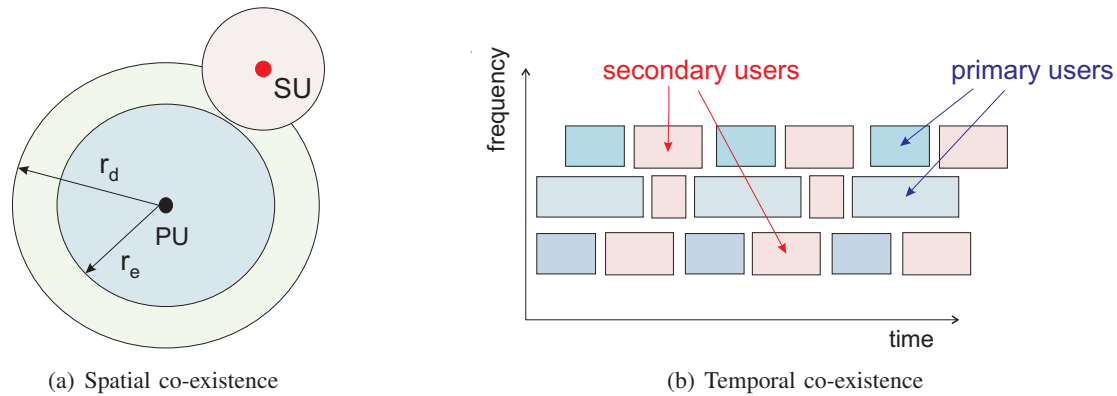 SU
r_d
PU
r_e
(a) Spatial co-existence
secondary users
primary users
frequency
time
(b) Temporal co-existence